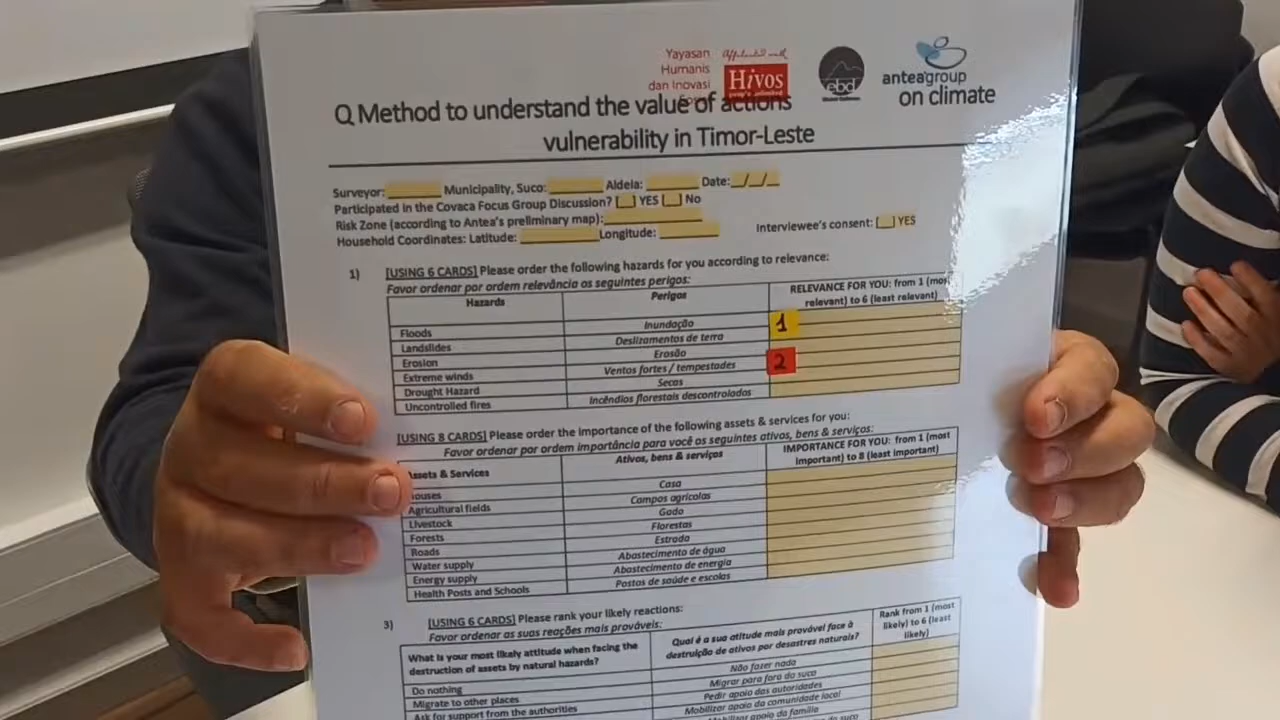 Yayasan
Humanis
dan Inovasi
Hivos
people unlimited
ebd
anteagroup
on climate
Q Method to understand the value of actions
vulnerability in Timor-Leste
Surveyor: Municipality, Suco: Aldeia: Date: _/_/_
Participated in the Covaca Focus Group Discussion? [ ] YES [ ] No
Risk Zone (according to Antea's preliminary map):
Household Coordinates: Latitude: Longitude: Interviewee's consent: [ ] YES
1) [USING 6 CARDS] Please order the following hazards for you according to relevance:
Favor ordenar por ordem relevância os seguintes perigos:
Hazards Perigos RELEVANCE FOR YOU: from 1 (most
relevant) to 6 (least relevant)
Floods Inundação 1
Landslides Deslizamentos de terra
Erosion Erosão
Extreme winds Ventos fortes / tempestades 2
Drought Hazard Secas
Uncontrolled fires Incêndios florestais descontrolados
[USING 8 CARDS] Please order the importance of the following assets & services for you:
Favor ordenar por ordem importância para você os seguintes ativos, bens & serviços:
Assets & Services Ativos, bens & serviços IMPORTANCE FOR YOU: from 1 (most
important) to 8 (least important)
Houses Casa
Agricultural fields Campos agrícolas
Livestock Gado
Forests Florestas
Roads Estrada
Water supply Abastecimento de água
Energy supply Abastecimento de energia
Health Posts and Schools Postos de saúde e escolas
3) [USING 6 CARDS] Please rank your likely reactions:
Favor ordenar as suas reações mais prováveis:
What is your most likely attitude when facing the
destruction of assets by natural hazards?
Qual é a sua atitude mais provável face à
destruição de ativos por desastres naturais?
Rank from 1 (most
likely) to 6 (least
likely)
Do nothing Não fazer nada
Migrate to other places Migrar para fora do suco
Ask for support from the authorities Pedir apoio das autoridades
Mobilizar apoio da comunidade local
Mobilizar apoio da família